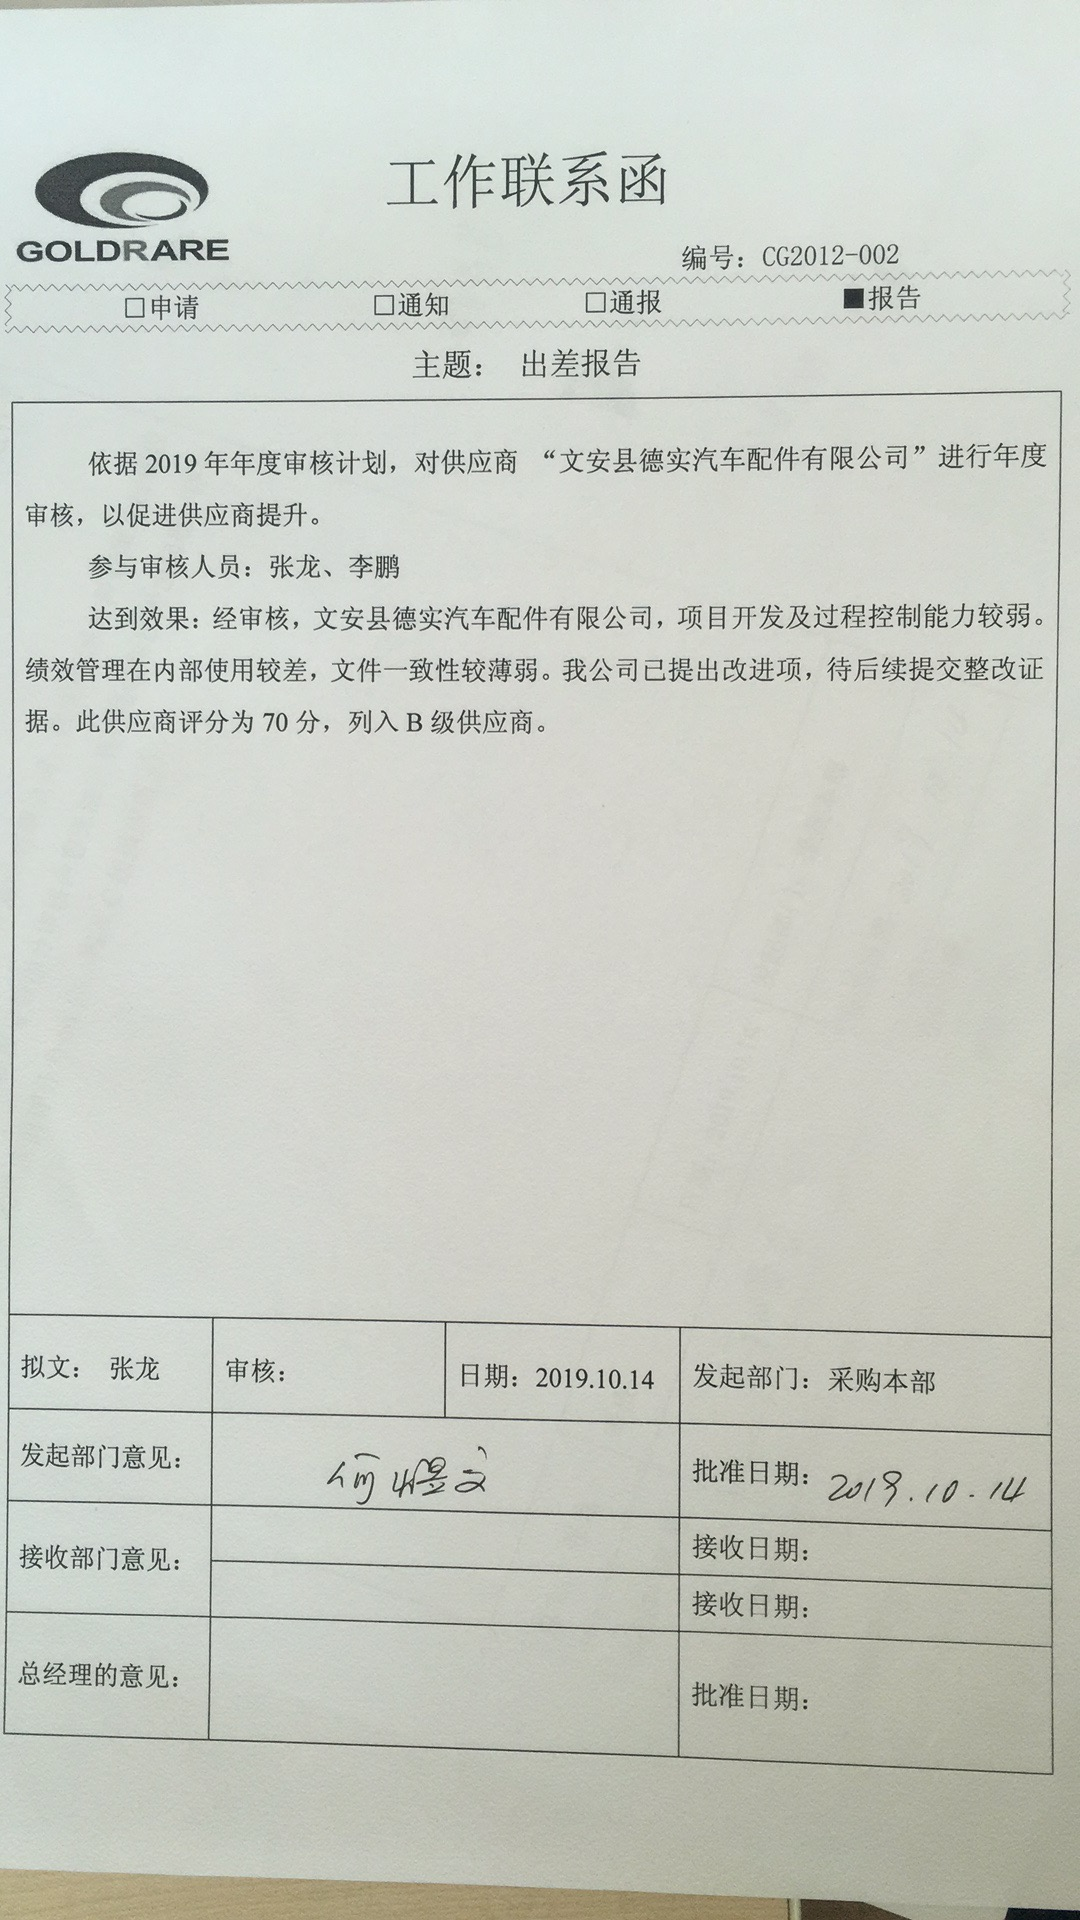 工作联系函
GOLDRARE
编号：CG2012-002
□申请 □通知 □通报 ■报告
主题： 出差报告
依据 2019 年年度审核计划，对供应商 “文安县德实汽车配件有限公司”进行年度
审核，以促进供应商提升。
参与审核人员：张龙、李鹏
达到效果：经审核，文安县德实汽车配件有限公司，项目开发及过程控制能力较弱。
绩效管理在内部使用较差，文件一致性较薄弱。我公司已提出改进项，待后续提交整改证
据。此供应商评分为 70 分，列入 B 级供应商。
拟文： 张龙 审核： 日期：2019.10.14 发起部门：采购本部
发起部门意见： 何煜文 批准日期：2019.10.14
接收部门意见： 接收日期：
接收日期：
总经理的意见： 批准日期：